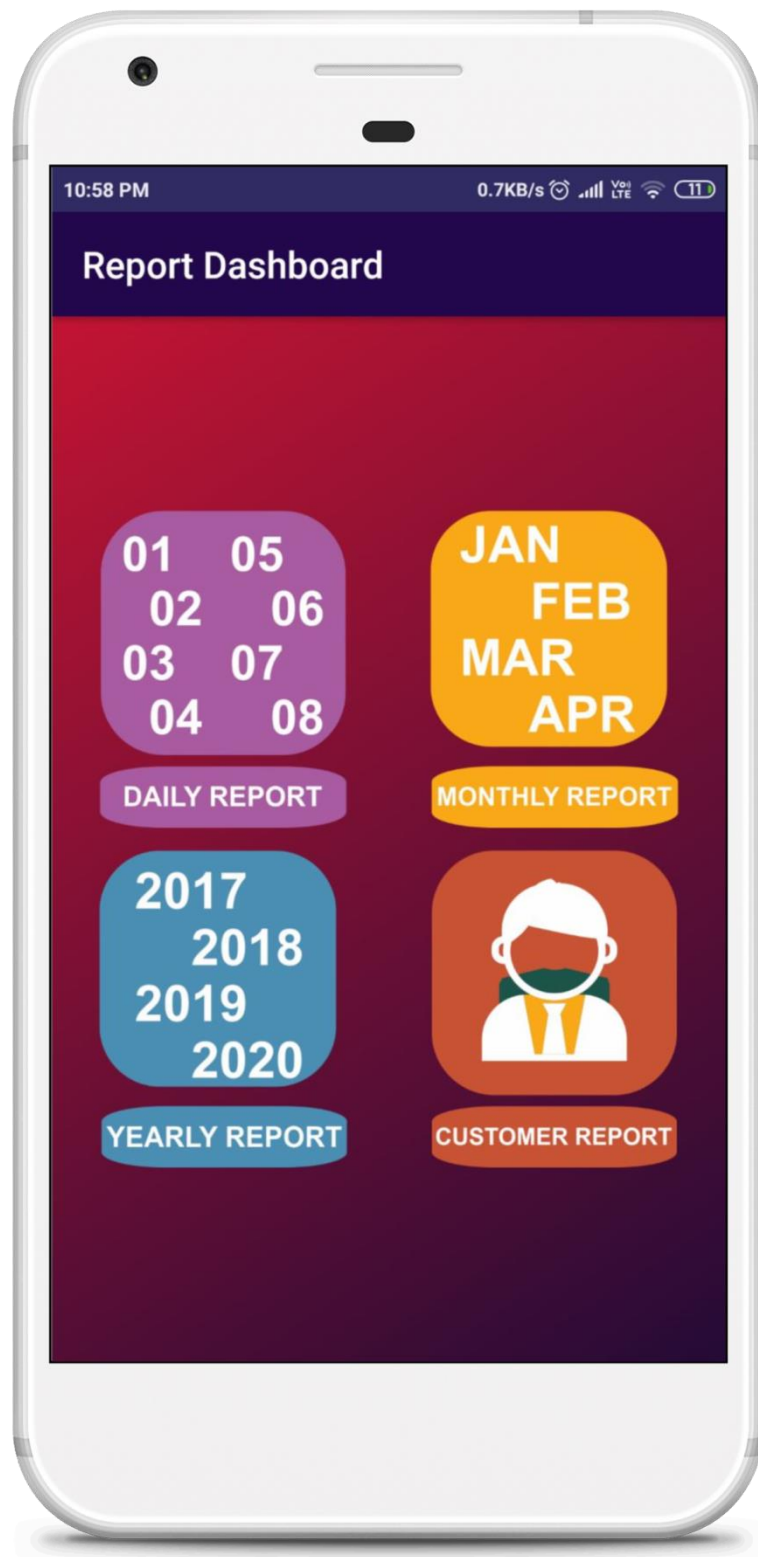 10:58 PM 0.7KB/s Vo) LTE 11
Report Dashboard
01 05
02 06
03 07
04 08
JAN
FEB
MAR
APR
DAILY REPORT
MONTHLY REPORT
2017
2018
2019
2020
YEARLY REPORT
CUSTOMER REPORT